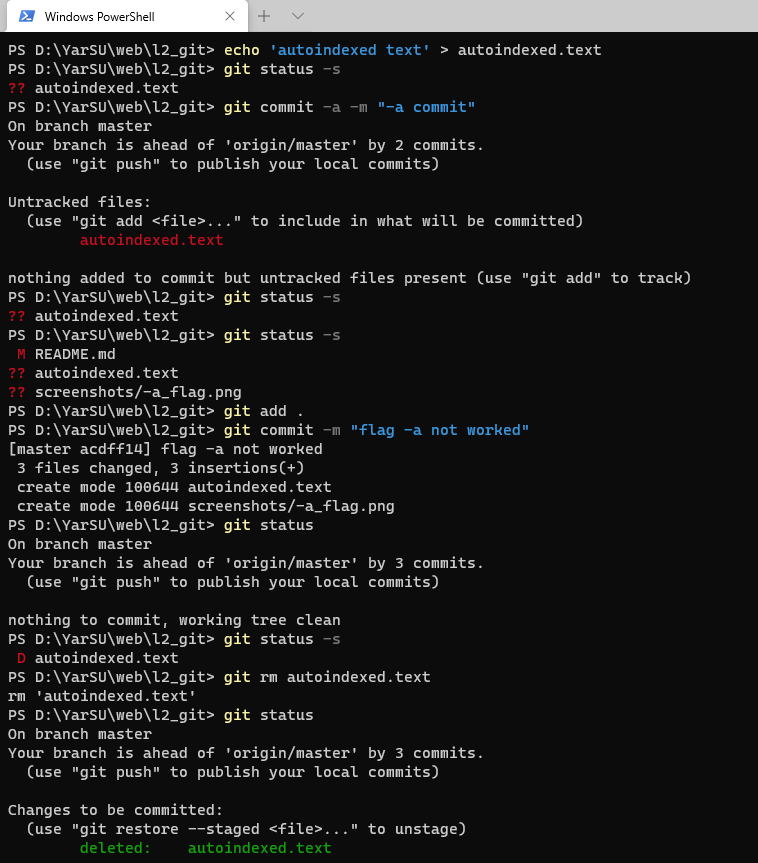 Windows PowerShell
PS D:\YarSU\web\l2_git> echo 'autoindexed text' > autoindexed.text
PS D:\YarSU\web\l2_git> git status -s
?? autoindexed.text
PS D:\YarSU\web\l2_git> git commit -a -m "-a commit"
On branch master
Your branch is ahead of 'origin/master' by 2 commits.
  (use "git push" to publish your local commits)

Untracked files:
  (use "git add <file>..." to include in what will be committed)
        autoindexed.text

nothing added to commit but untracked files present (use "git add" to track)
PS D:\YarSU\web\l2_git> git status -s
?? autoindexed.text
PS D:\YarSU\web\l2_git> git status -s
 M README.md
?? autoindexed.text
?? screenshots/-a_flag.png
PS D:\YarSU\web\l2_git> git add .
PS D:\YarSU\web\l2_git> git commit -m "flag -a not worked"
[master acdff14] flag -a not worked
 3 files changed, 3 insertions(+)
 create mode 100644 autoindexed.text
 create mode 100644 screenshots/-a_flag.png
PS D:\YarSU\web\l2_git> git status
On branch master
Your branch is ahead of 'origin/master' by 3 commits.
  (use "git push" to publish your local commits)

nothing to commit, working tree clean
PS D:\YarSU\web\l2_git> git status -s
 D autoindexed.text
PS D:\YarSU\web\l2_git> git rm autoindexed.text
rm 'autoindexed.text'
PS D:\YarSU\web\l2_git> git status
On branch master
Your branch is ahead of 'origin/master' by 3 commits.
  (use "git push" to publish your local commits)

Changes to be committed:
  (use "git restore --staged <file>..." to unstage)
        deleted:    autoindexed.text